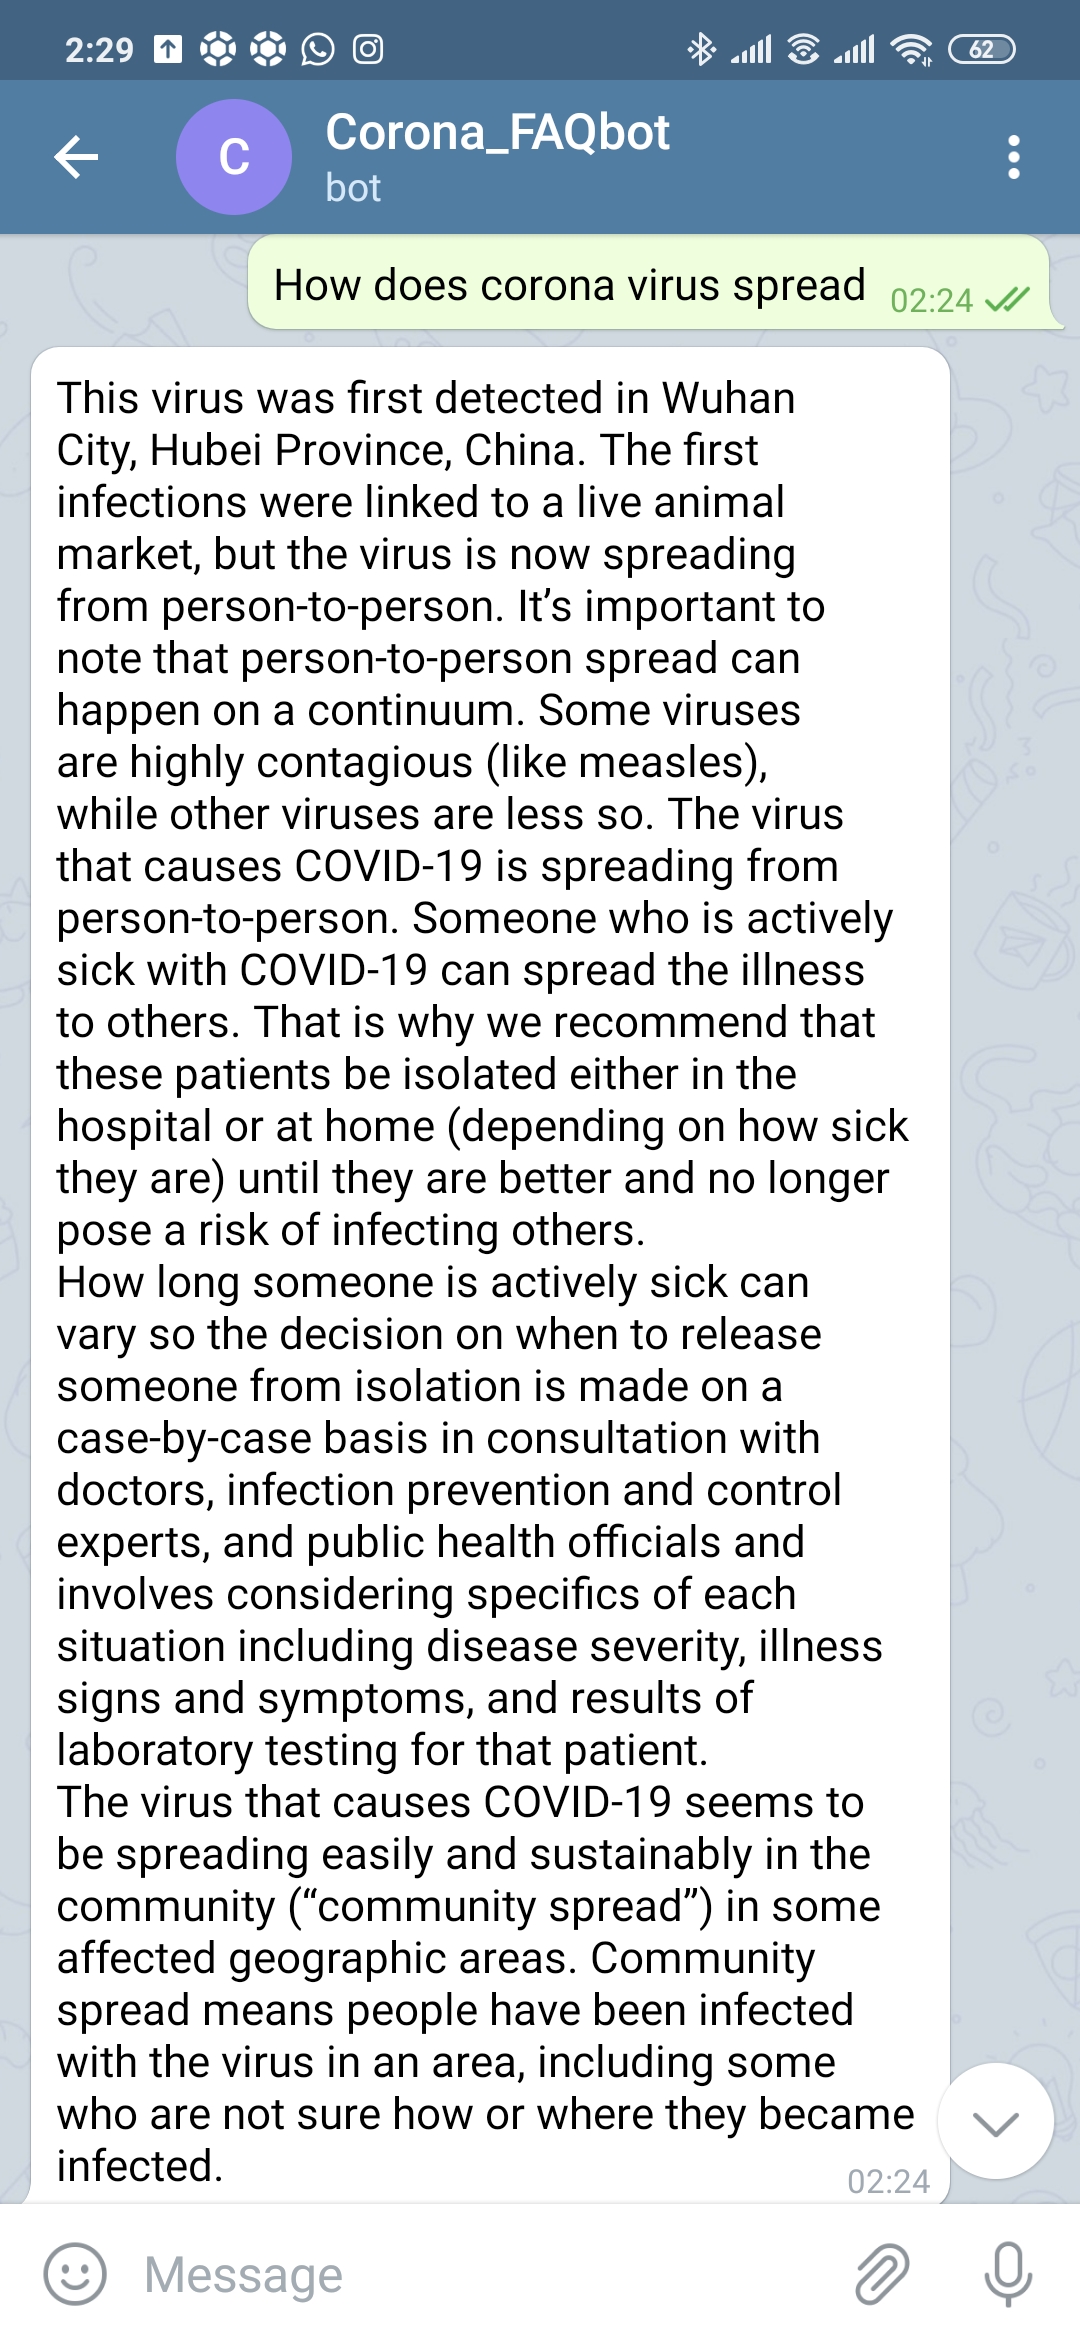 2:29
62
C
Corona_FAQbot
bot
How does corona virus spread
02:24
This virus was first detected in Wuhan
City, Hubei Province, China. The first
infections were linked to a live animal
market, but the virus is now spreading
from person-to-person. It’s important to
note that person-to-person spread can
happen on a continuum. Some viruses
are highly contagious (like measles),
while other viruses are less so. The virus
that causes COVID-19 is spreading from
person-to-person. Someone who is actively
sick with COVID-19 can spread the illness
to others. That is why we recommend that
these patients be isolated either in the
hospital or at home (depending on how sick
they are) until they are better and no longer
pose a risk of infecting others.
How long someone is actively sick can
vary so the decision on when to release
someone from isolation is made on a
case-by-case basis in consultation with
doctors, infection prevention and control
experts, and public health officials and
involves considering specifics of each
situation including disease severity, illness
signs and symptoms, and results of
laboratory testing for that patient.
The virus that causes COVID-19 seems to
be spreading easily and sustainably in the
community (“community spread”) in some
affected geographic areas. Community
spread means people have been infected
with the virus in an area, including some
who are not sure how or where they became
infected.
02:24
Message